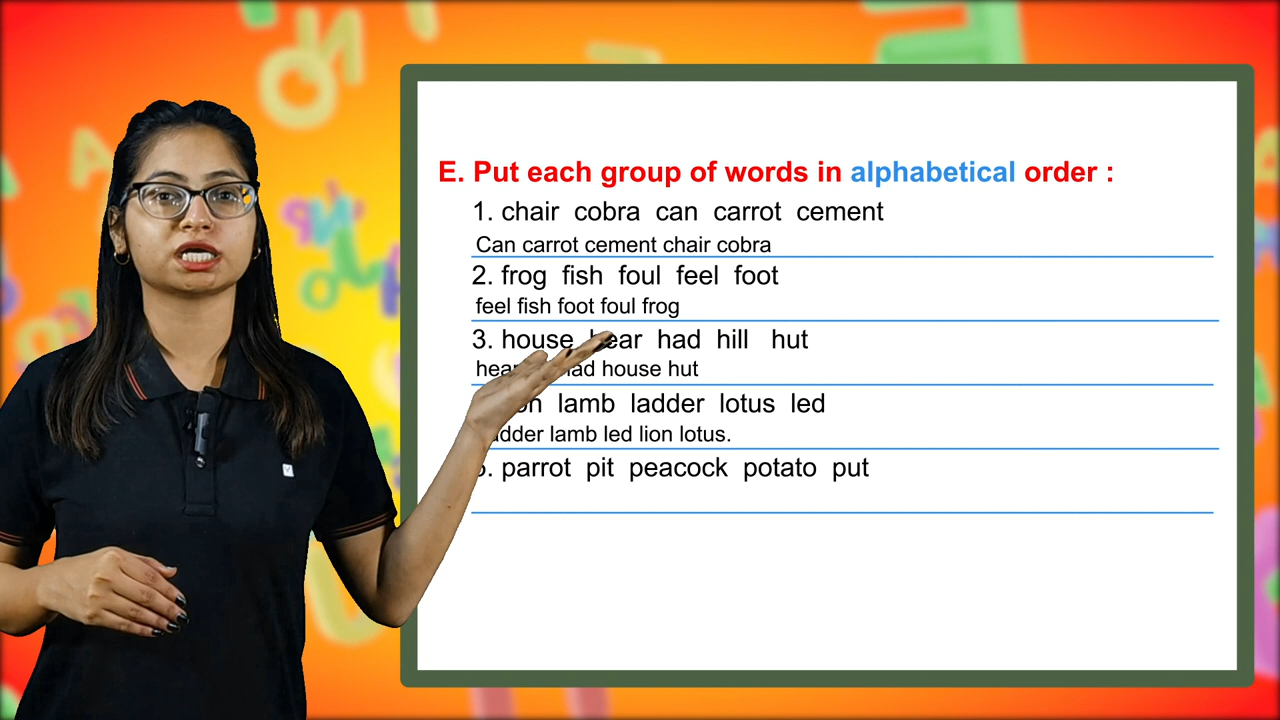 E. Put each group of words in alphabetical order :
1. chair cobra can carrot cement
Can carrot cement chair cobra
2. frog fish foul feel foot
feel fish foot foul frog
3. house hear had hill hut
house hut
lamb ladder lotus led
lamb led lion lotus.
parrot pit peacock potato put